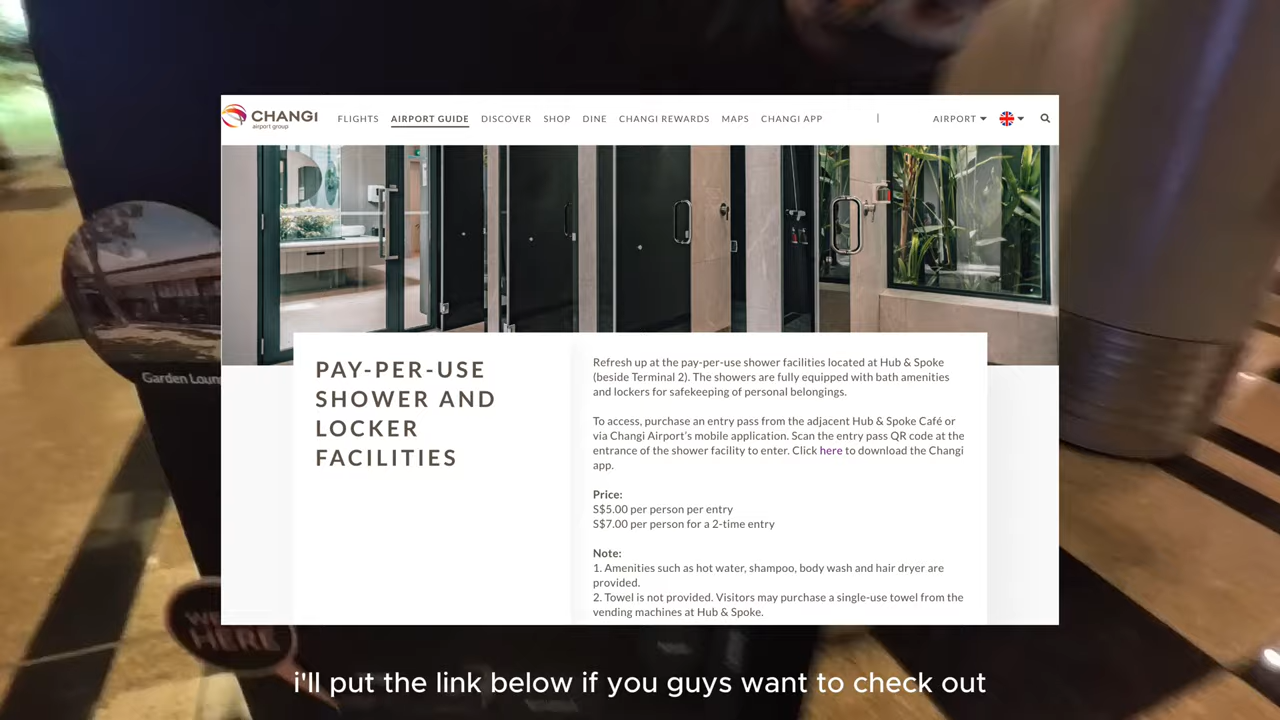 CHANGI
airport group
FLIGHTS
AIRPORT GUIDE
DISCOVER
SHOP
DINE
CHANGI REWARDS
MAPS
CHANGI APP
|
AIRPORT
PAY-PER-USE
SHOWER AND
LOCKER
FACILITIES
Refresh up at the pay-per-use shower facilities located at Hub & Spoke
(beside Terminal 2). The showers are fully equipped with bath amenities
and lockers for safekeeping of personal belongings.
To access, purchase an entry pass from the adjacent Hub & Spoke Café or
via Changi Airport's mobile application. Scan the entry pass QR code at the
entrance of the shower facility to enter. Click here to download the Changi
app.
Price:
S$5.00 per person per entry
S$7.00 per person for a 2-time entry
Note:
1. Amenities such as hot water, shampoo, body wash and hair dryer are
provided.
2. Towel is not provided. Visitors may purchase a single-use towel from the
vending machines at Hub & Spoke.
Garden Loun
HERE
i'll put the link below if you guys want to check out